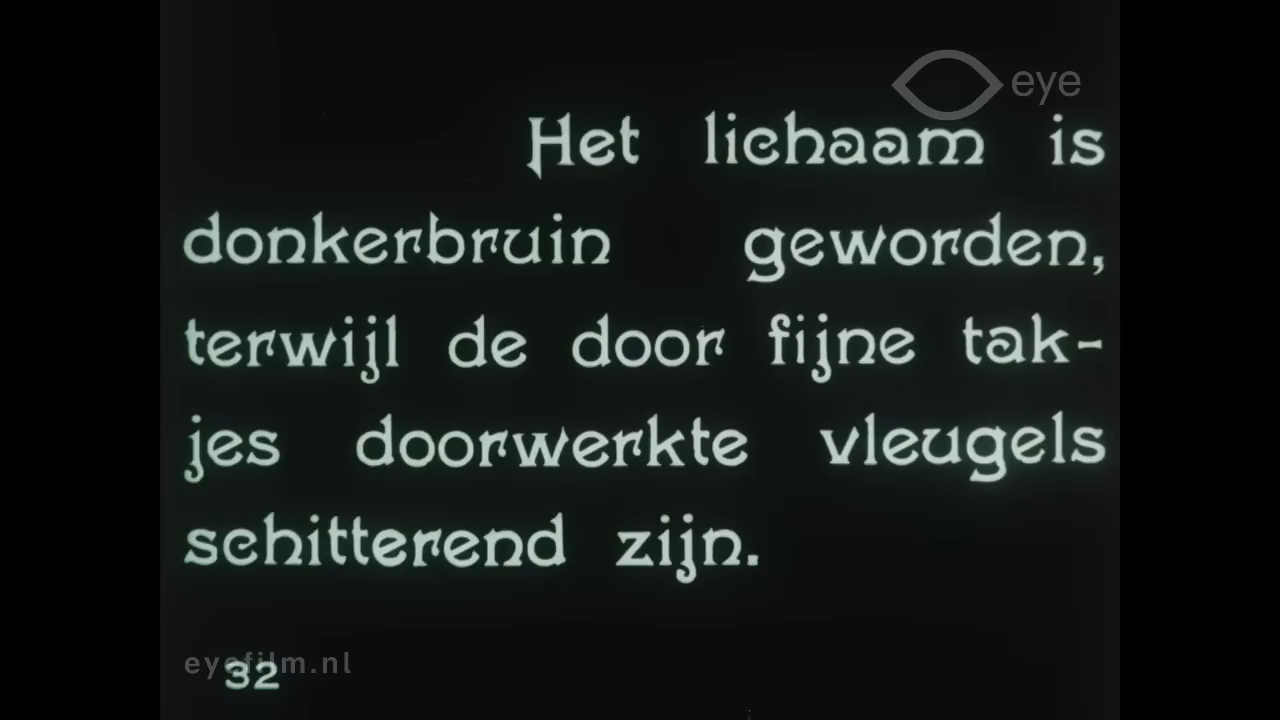 eye
Het lichaam is
donkerbruin geworden,
terwijl de door fijne tak-
jes doorwerkte vleugels
schitterend zijn.
eyefilm.nl
32